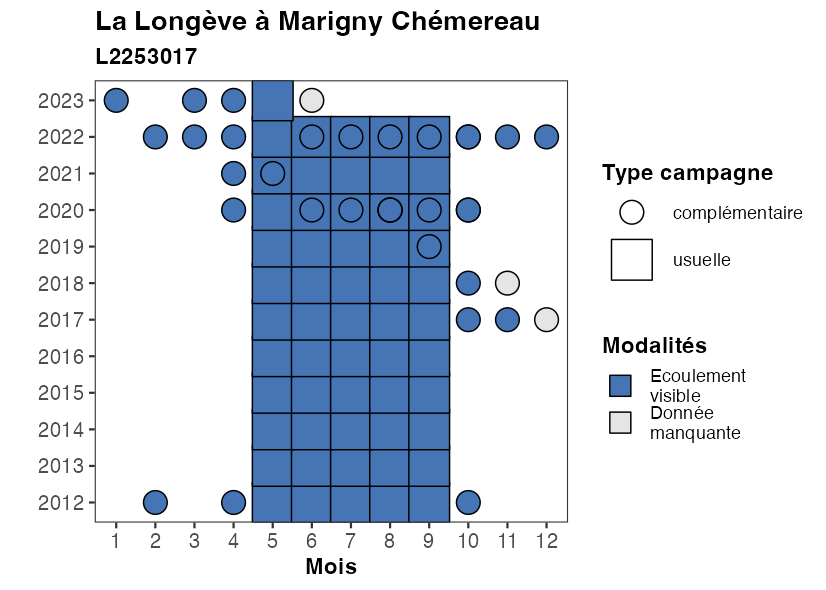 La Longève à Marigny Chémereau
L2253017
2023
2022
2021
2020
2019
2018
2017
2016
2015
2014
2013
2012
1 2 3 4 5 6 7 8 9 10 11 12
Mois
Type campagne
complémentaire
usuelle
Modalités
Ecoulement
visible
Donnée
manquante